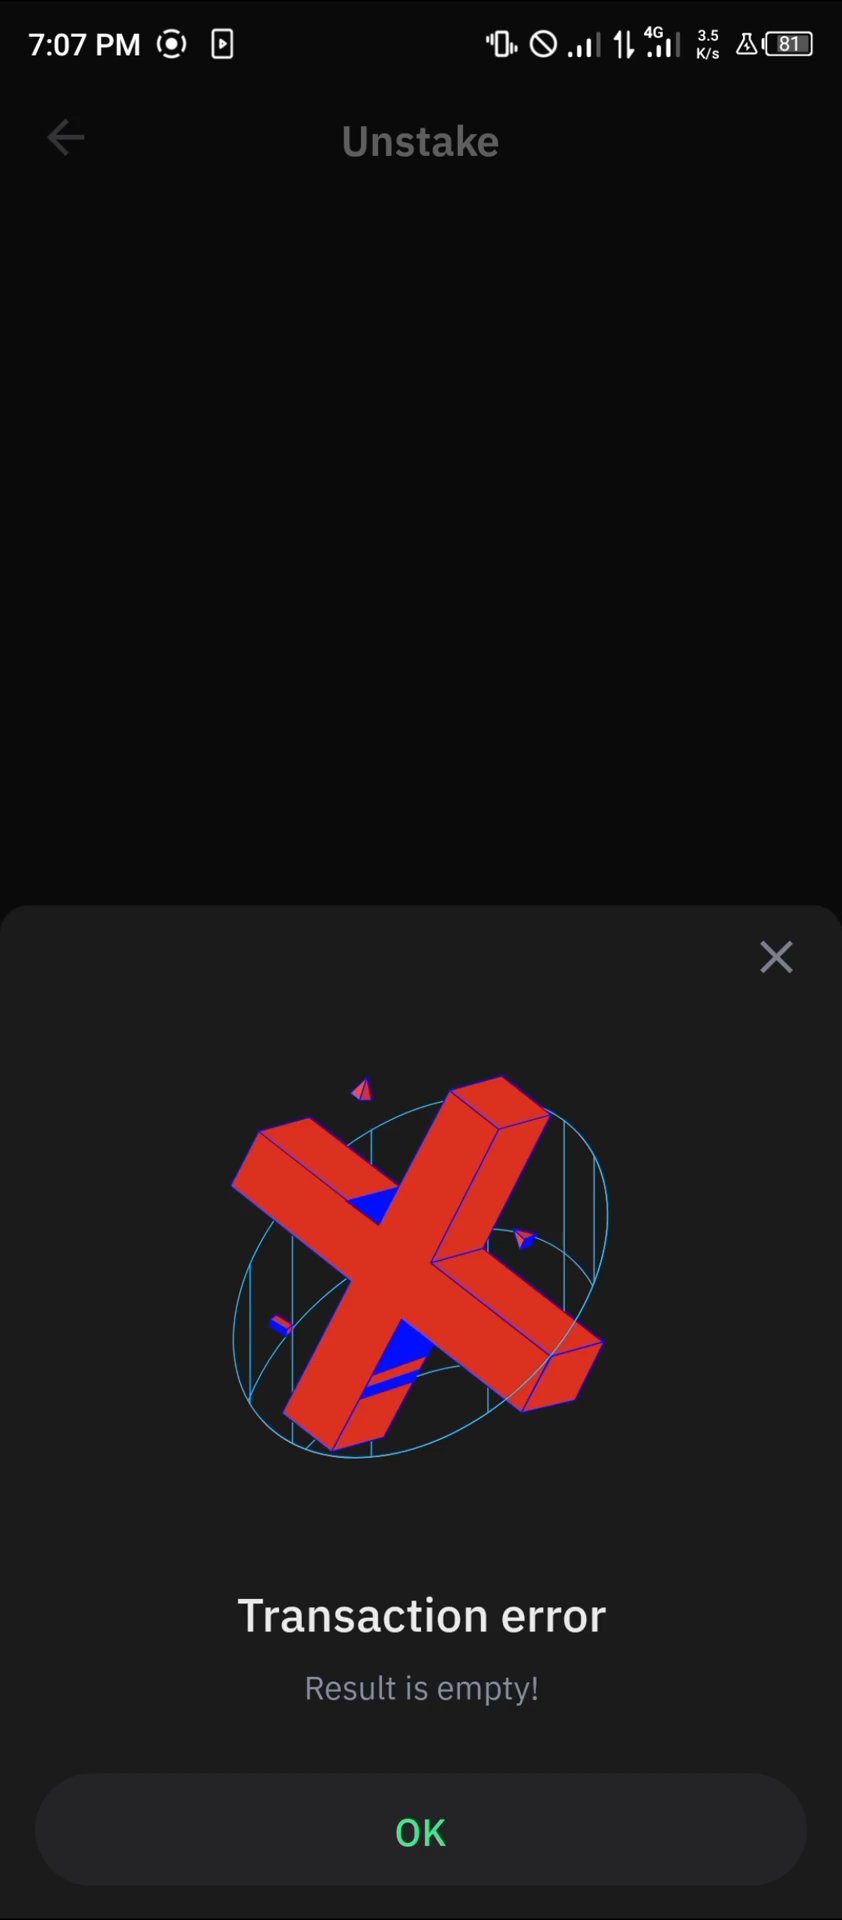 7:07 PM 4G 3.5 K/s 81
Unstake
Transaction error
Result is empty!
OK